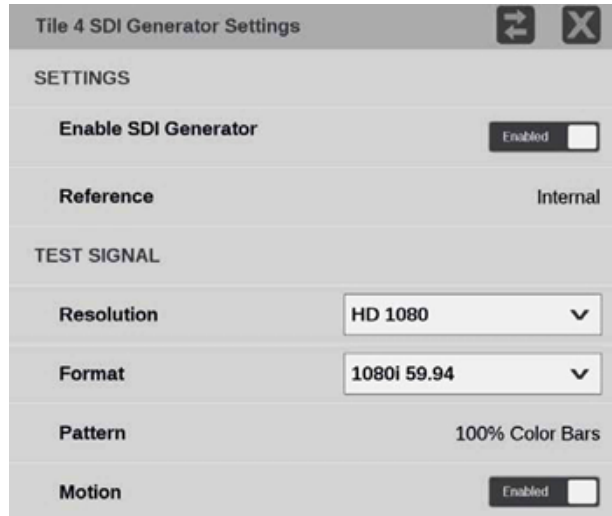 Tile 4 SDI Generator Settings
SETTINGS
Enable SDI Generator Enabled
Reference Internal
TEST SIGNAL
Resolution HD 1080
Format 1080i 59.94
Pattern 100% Color Bars
Motion Enabled